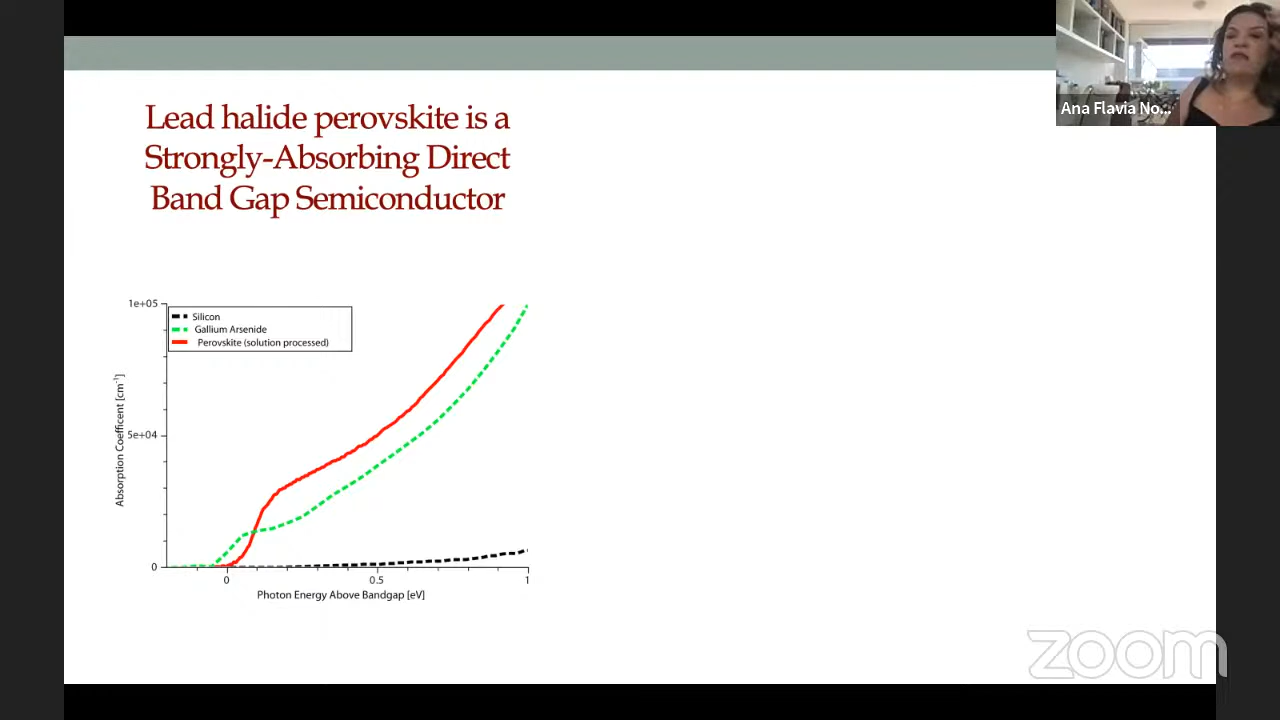 Ana Flavia No...
Lead halide perovskite is a
Strongly-Absorbing Direct
Band Gap Semiconductor
1e+05
5e+04
0
Absorption Coefficent [cm⁻¹]
Silicon
Gallium Arsenide
Perovskite (solution processed)
0
0.5
1
Photon Energy Above Bandgap [eV]
zoom